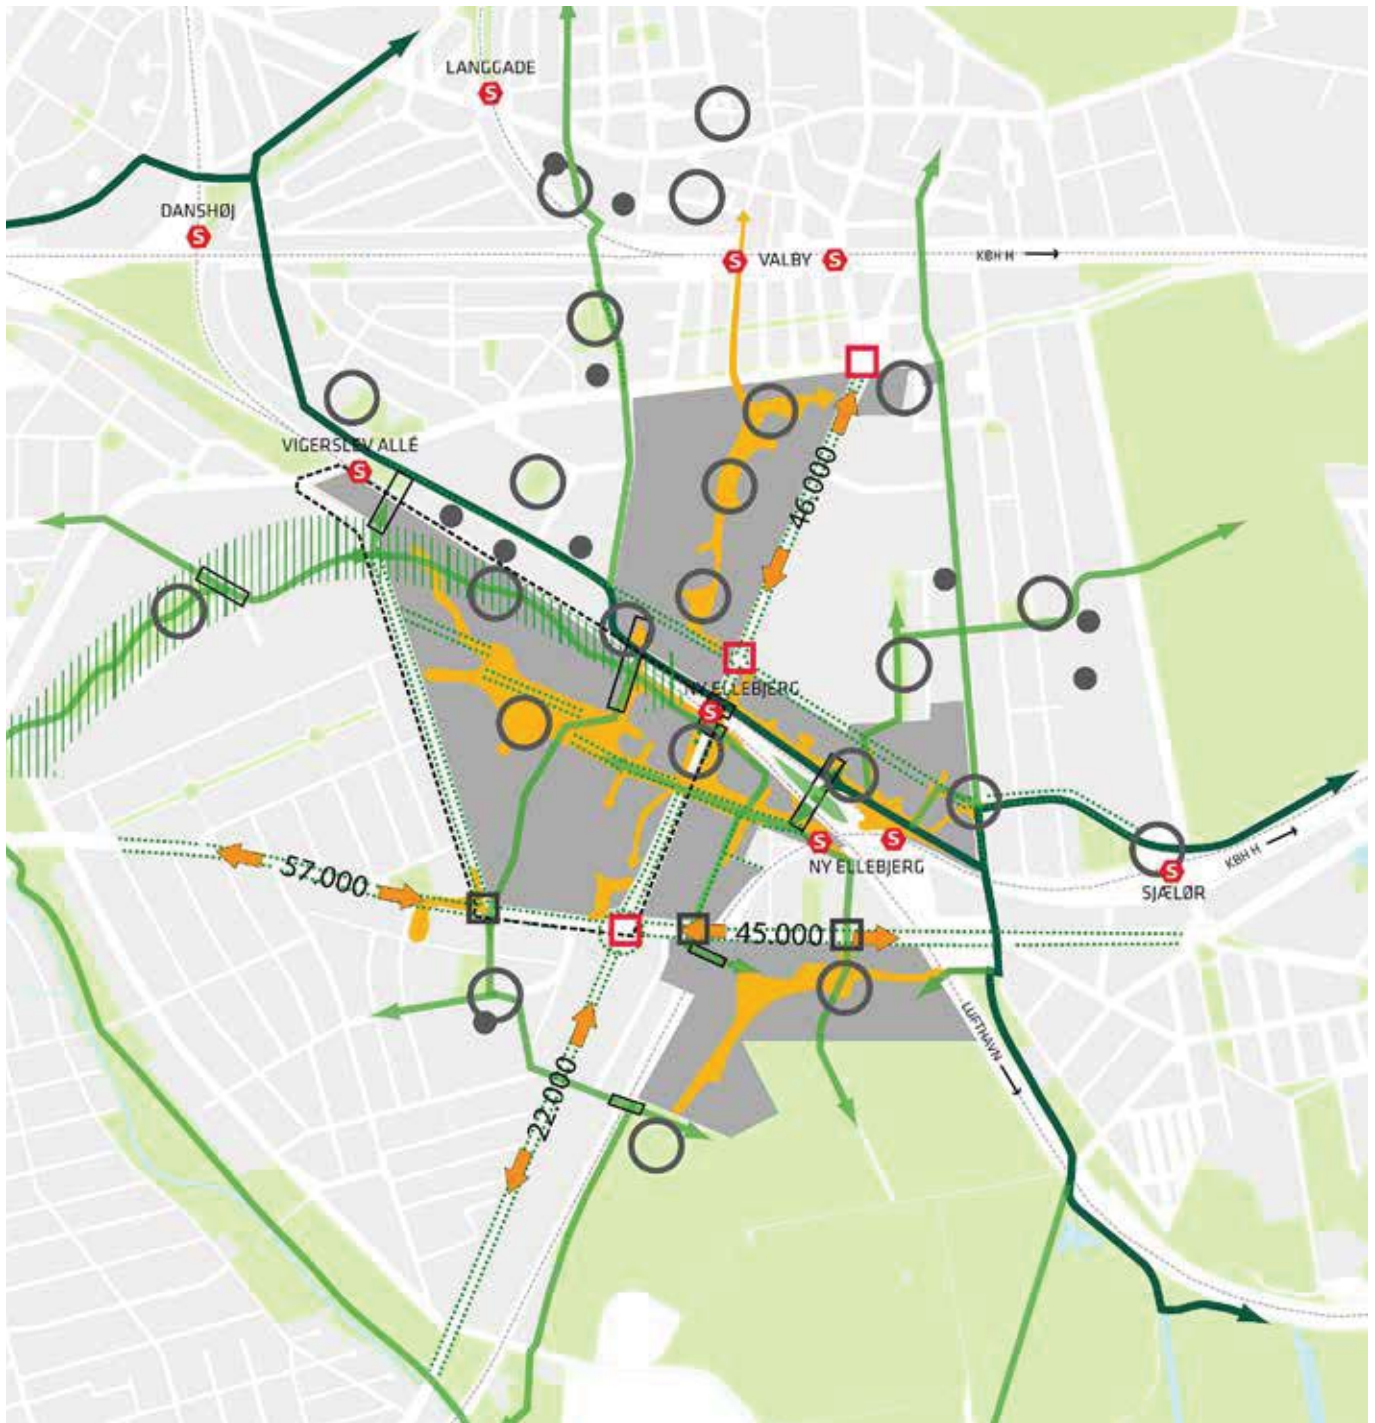 LANGGADE
S
DANSHØJ
S
S VALBY S
KBH H
VIGERSLEV ALLÉ
S
46.000
NY ELLEBJERG
S
S
S
NY ELLEBJERG
KBH H
S
SJÆLØR
57.000
45.000
LUFTHAVN
22.000